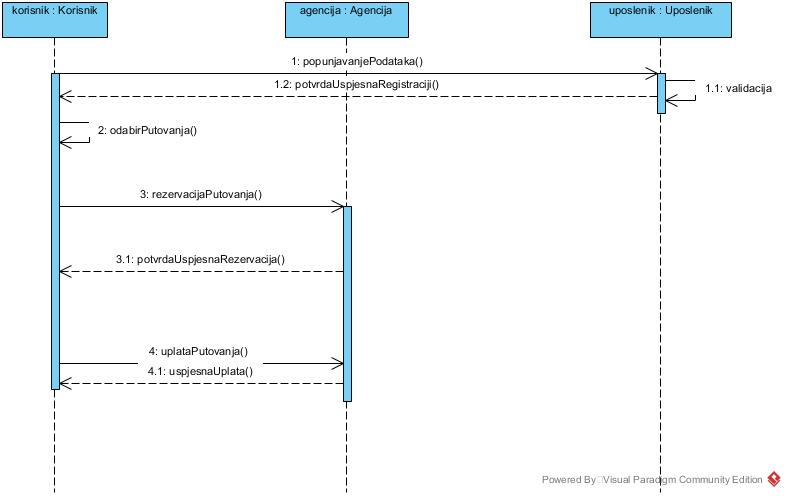 korisnik : Korisnik
agencija : Agencija
uposlenik : Uposlenik
1: popunjavanjePodataka()
1.2: potvrdaUspjesnaRegistraciji()
1.1: validacija
2: odabirPutovanja()
3: rezervacijaPutovanja()
3.1: potvrdaUspjesnaRezervacija()
4: uplataPutovanja()
4.1: uspjesnaUplata()
Powered By Visual Paradigm Community Edition